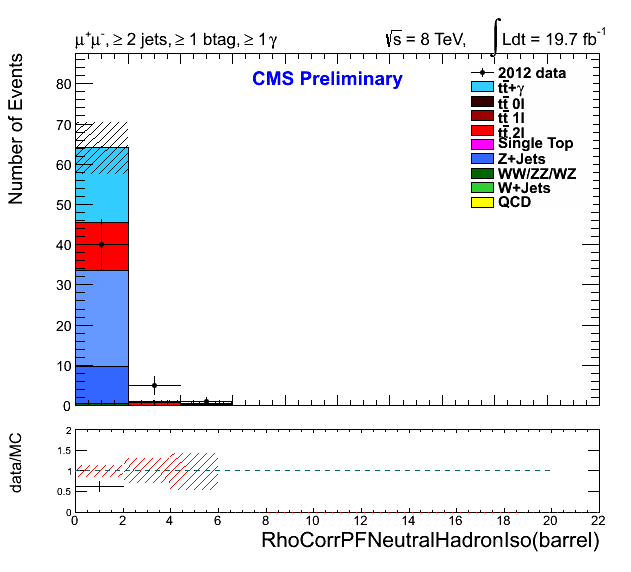 μ⁺μ⁻, ≥ 2 jets, ≥ 1 btag, ≥ 1 γ
√s = 8 TeV, ∫ Ldt = 19.7 fb⁻¹
CMS Preliminary
2012 data
tt̄+γ
tt̄ 0l
tt̄ 1l
tt̄ 2l
Single Top
Z+Jets
WW/ZZ/WZ
W+Jets
QCD
Number of Events
80
70
60
50
40
30
20
10
0
data/MC
2
1.5
1
0.5
0
0 2 4 6 8 10 12 14 16 18 20 22
RhoCorrPFNeutralHadronIso(barrel)